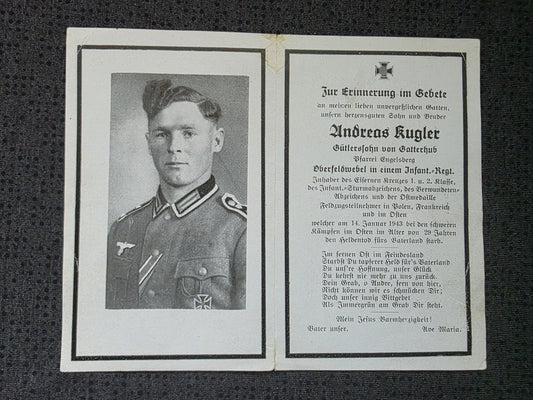 Zur Erinnerung im Gebete
an meinen lieben unvergeßlichen Gatten,
unsern herzensguten Sohn und Bruder
Andreas Kugler
Gütlerssohn von Gatterhub
Pfarrei Engelsberg
Oberfeldwebel in einem Infant.-Regt.
Inhaber des Eisernen Kreuzes 1. u. 2. Klasse,
des Infant.-Sturmabzeichens, des Verwundeten-
Abzeichens und der Ostmedaille
Feldzugsteilnehmer in Polen, Frankreich
und im Osten
welcher am 14. Januar 1943 bei den schweren
Kämpfen im Osten im Alter von 29 Jahren
den Heldentod fürs Vaterland starb.
Im fernen Ost im Feindesland
Starbst Du tapferer Held für's Vaterland
Du uns're Hoffnung, unser Glück
Du kehrst nie mehr zu uns zurück.
Dein Grab, o Andre, fern von hier,
Nicht können wir es schmücken Dir;
Doch unser innig Bittgebet
Als Immergrün am Grab Dir steht.
Mein Jesus Barmherzigkeit!
Vater unser. Ave Maria.